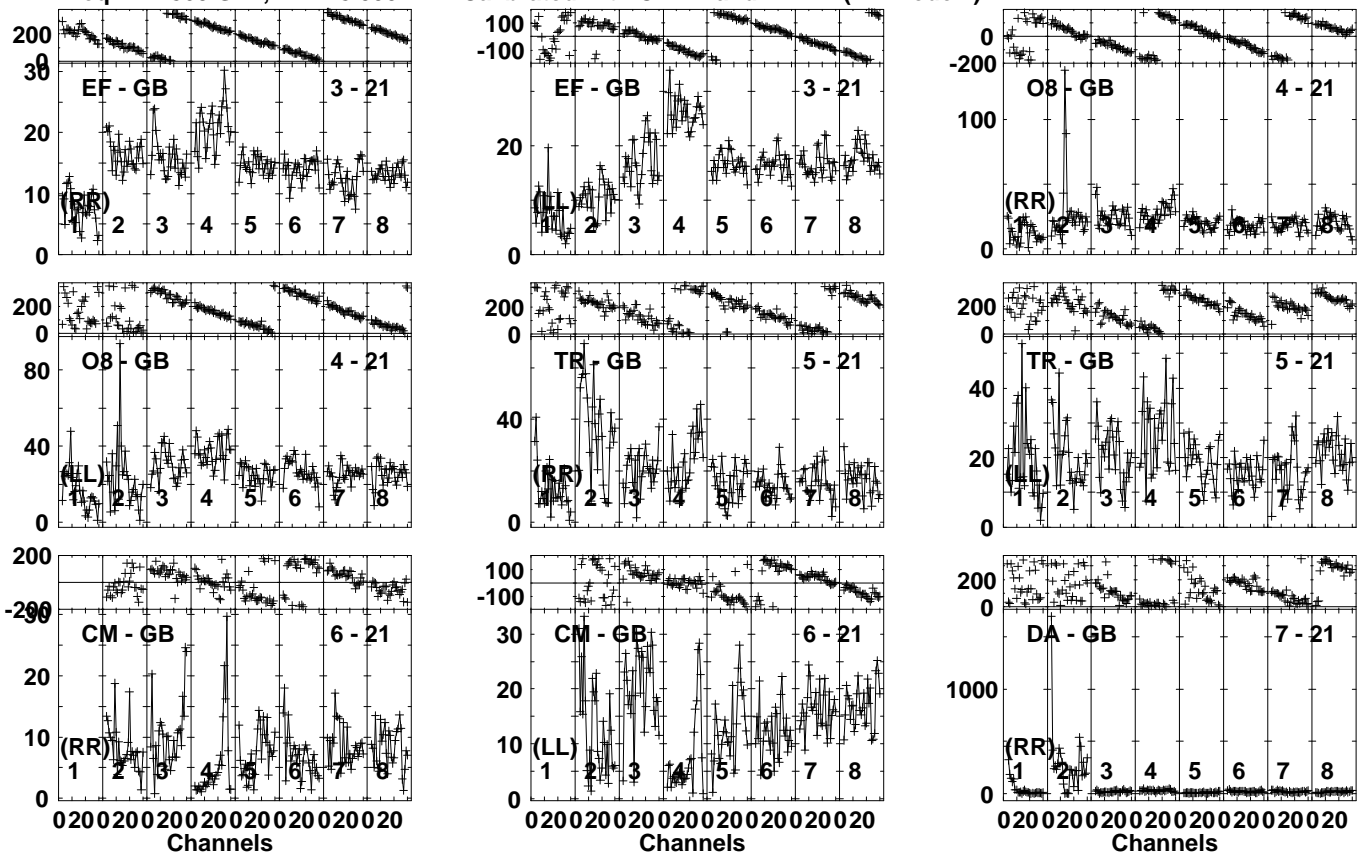 200 0 100 -100 0 -200
30 20 10 0 20 0 100 0
EF - GB 3 - 21 EF - GB 3 - 21 O8 - GB 4 - 21
(RR) (LL) (RR)
1 2 3 4 5 6 7 8 1 2 3 4 5 6 7 8 1 2 3 4 5 6 7 8
200 0 200 0 200 0
80 40 0 40 0 40 20 0
O8 - GB 4 - 21 TR - GB 5 - 21 TR - GB 5 - 21
(LL) (RR) (LL)
1 2 3 4 5 6 7 8 1 2 3 4 5 6 7 8 1 2 3 4 5 6 7 8
200 -200 100 -100 200 0
30 20 10 0 30 20 10 0 1000 0
CM - GB 6 - 21 CM - GB 6 - 21 DA - GB 7 - 21
(RR) (LL) (RR)
1 2 3 4 5 6 7 8 1 2 3 4 5 6 7 8 1 2 3 4 5 6 7 8
0 20 0 20 0 20 0 20 0 20 0 20 0 20 0 20 0 20 0 20 0 20 0 20 0 20 0 20 0 20 0 20 0 20 0 20 0 20 0 20 0 20 0 20 0 20 0 20
Channels Channels Channels